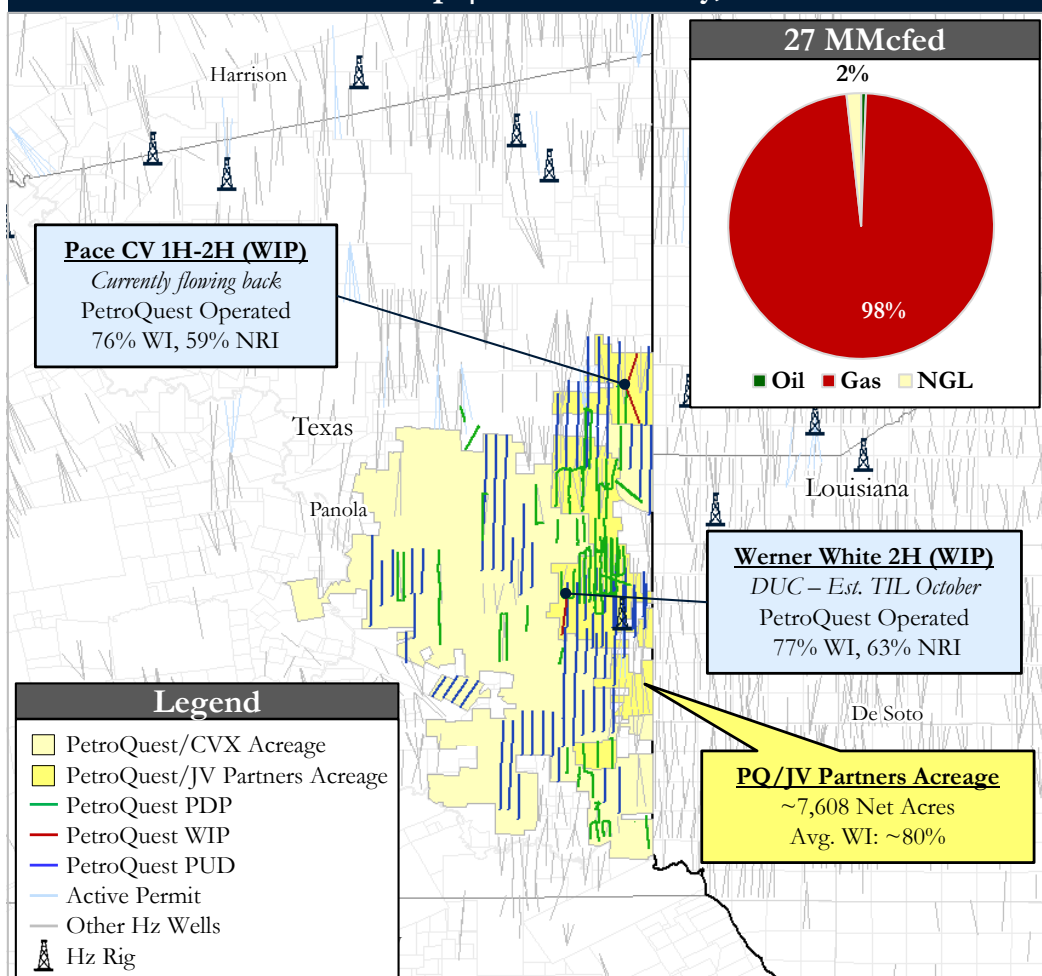 27 MMcfed
2%
98%
Oil Gas NGL
Harrison
Pace CV 1H-2H (WIP)
Currently flowing back
PetroQuest Operated
76% WI, 59% NRI
Texas
Louisiana
Panola
Werner White 2H (WIP)
DUC – Est. TIL October
PetroQuest Operated
77% WI, 63% NRI
De Soto
PQ/JV Partners Acreage
~7,608 Net Acres
Avg. WI: ~80%
Legend
PetroQuest/CVX Acreage
PetroQuest/JV Partners Acreage
PetroQuest PDP
PetroQuest WIP
PetroQuest PUD
Active Permit
Other Hz Wells
Hz Rig